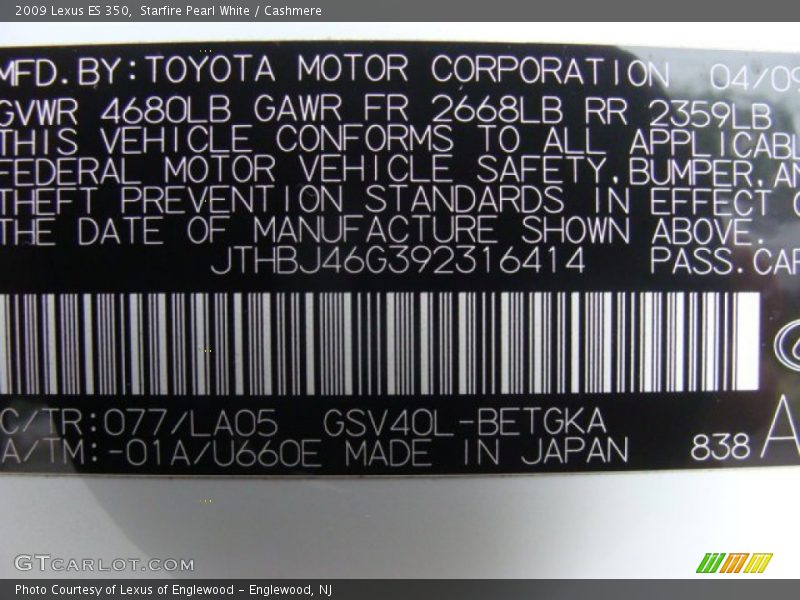 2009 Lexus ES 350, Starfire Pearl White / Cashmere
MFD. BY: TOYOTA MOTOR CORPORATION 04/09
GVWR 4680LB GAWR FR 2668LB RR 2359LB
THIS VEHICLE CONFORMS TO ALL APPLICABL
FEDERAL MOTOR VEHICLE SAFETY, BUMPER, AN
THEFT PREVENTION STANDARDS IN EFFECT O
THE DATE OF MANUFACTURE SHOWN ABOVE.
JTHBJ46G392316414 PASS. CAR
C/TR: 077/LA05 GSV40L-BETGKA
A/TM: -01A/U660E MADE IN JAPAN 838 A
GTCARLOT.COM
Photo Courtesy of Lexus of Englewood - Englewood, NJ